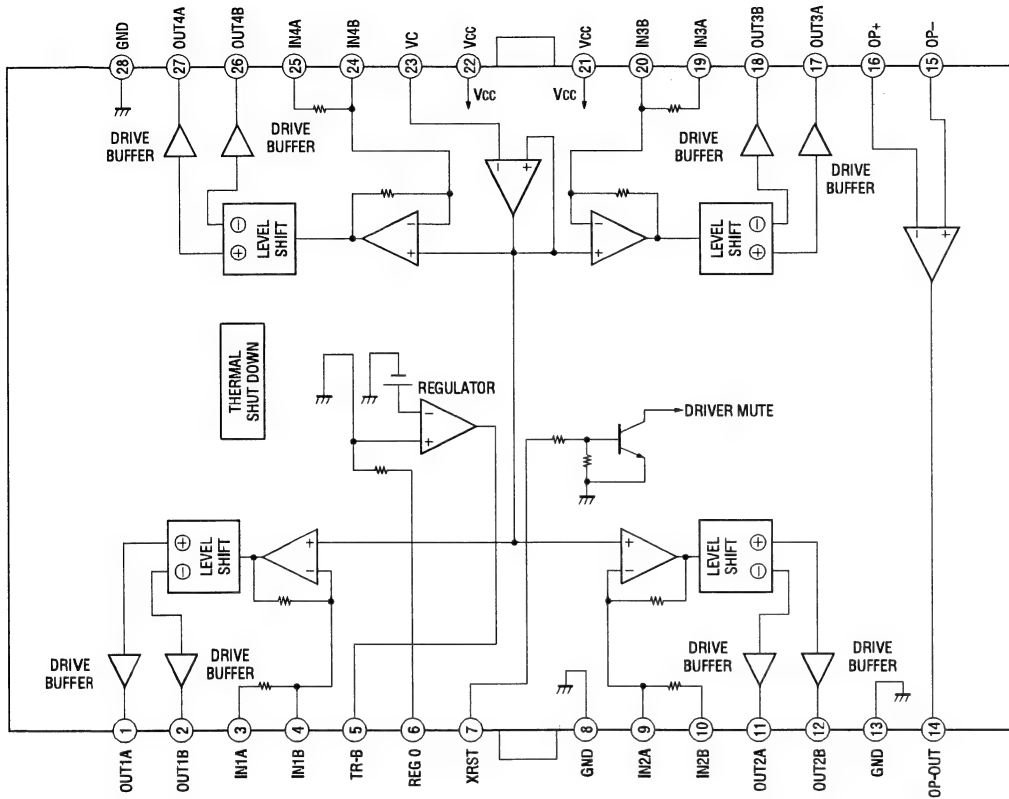 GND
OUT4A
OUT4B
IN4A
IN4B
VC
Vcc
Vcc
IN3B
IN3A
OUT3B
OUT3A
OP+
OP-
28
27
26
25
24
23
22
21
20
19
18
17
16
15
Vcc
Vcc
DRIVE
BUFFER
DRIVE
BUFFER
DRIVE
BUFFER
DRIVE
BUFFER
- +
- +
LEVEL
SHIFT
- +
- +
LEVEL
SHIFT
- +
- +
THERMAL
SHUT DOWN
REGULATOR
- +
DRIVER MUTE
+ -
LEVEL
SHIFT
+ -
+ -
LEVEL
SHIFT
+ -
DRIVE
BUFFER
DRIVE
BUFFER
DRIVE
BUFFER
DRIVE
BUFFER
1
2
3
4
5
6
7
8
9
10
11
12
13
14
OUT1A
OUT1B
IN1A
IN1B
TR-B
REG 0
XRST
GND
IN2A
IN2B
OUT2A
OUT2B
GND
OP-OUT